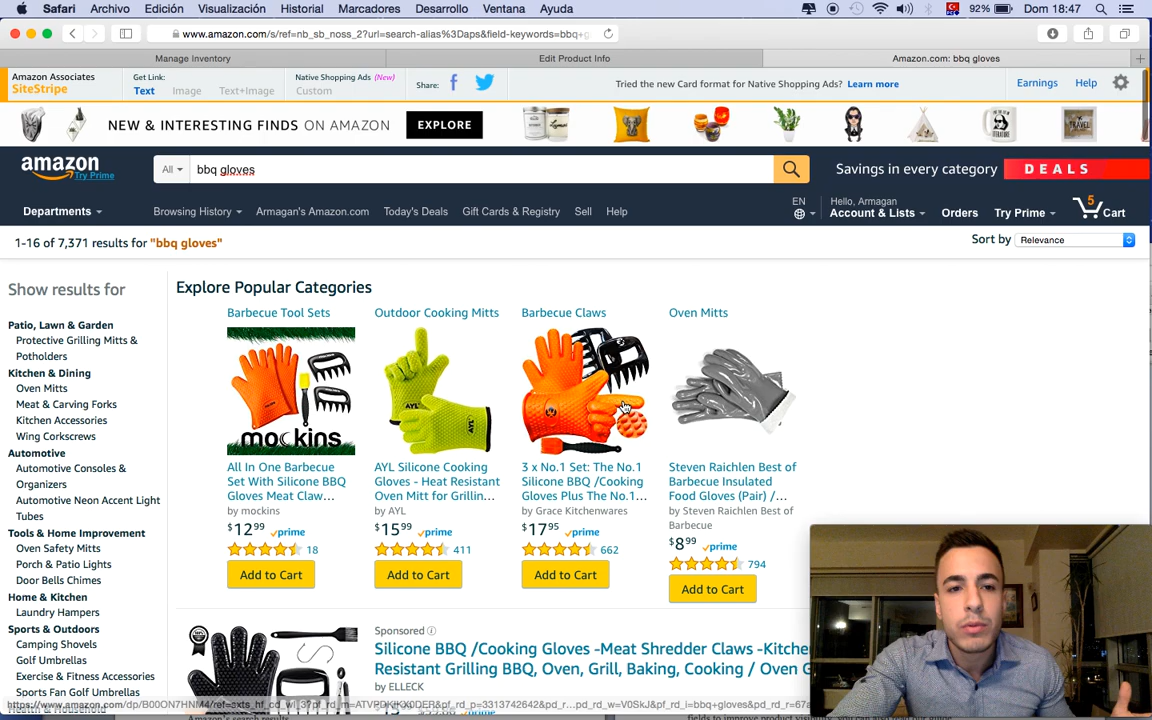 Safari Archivo Edición Visualización Historial Marcadores Desarrollo Ventana Ayuda 92% Dom 18:47
www.amazon.com/s/ref=nb_sb_noss_2?url=search-alias%3Daps&field-keywords=bbq+g
Manage Inventory Edit Product Info Amazon.com: bbq gloves
Amazon Associates
SiteStripe
Get Link:
Text Image Text+Image
Native Shopping Ads (New)
Custom
Share:
Tried the new Card format for Native Shopping Ads? Learn more
Earnings Help
NEW & INTERESTING FINDS ON AMAZON EXPLORE
amazon
Try Prime
All bbq gloves
Savings in every category DEALS
Departments Browsing History Armagan's Amazon.com Today's Deals Gift Cards & Registry Sell Help
EN
Hello, Armagan
Account & Lists Orders Try Prime 5 Cart
1-16 of 7,371 results for "bbq gloves"
Sort by Relevance
Show results for
Patio, Lawn & Garden
Protective Grilling Mitts &
Potholders
Kitchen & Dining
Oven Mitts
Meat & Carving Forks
Kitchen Accessories
Wing Corkscrews
Automotive
Automotive Consoles &
Organizers
Automotive Neon Accent Light
Tubes
Tools & Home Improvement
Oven Safety Mitts
Porch & Patio Lights
Door Bells Chimes
Home & Kitchen
Laundry Hampers
Sports & Outdoors
Camping Shovels
Golf Umbrellas
Exercise & Fitness Accessories
Sports Fan Golf Umbrellas
Explore Popular Categories
Barbecue Tool Sets
mockins
All In One Barbecue
Set With Silicone BBQ
Gloves Meat Claw...
by mockins
$12 99 prime
18
Add to Cart
Outdoor Cooking Mitts
AYL
AYL Silicone Cooking
Gloves - Heat Resistant
Oven Mitt for Grillin...
by AYL
$15 99 prime
411
Add to Cart
Barbecue Claws
3 x No.1 Set: The No.1
Silicone BBQ /Cooking
Gloves Plus The No.1...
by Grace Kitchenwares
$17 95 prime
662
Add to Cart
Oven Mitts
Steven Raichlen Best of
Barbecue Insulated
Food Gloves (Pair) /...
by Steven Raichlen Best of
Barbecue
$8 99 prime
794
Add to Cart
Sponsored
Silicone BBQ /Cooking Gloves -Meat Shredder Claws -Kitche
Resistant Grilling BBQ, Oven, Grill, Baking, Cooking / Oven G
by ELLECK